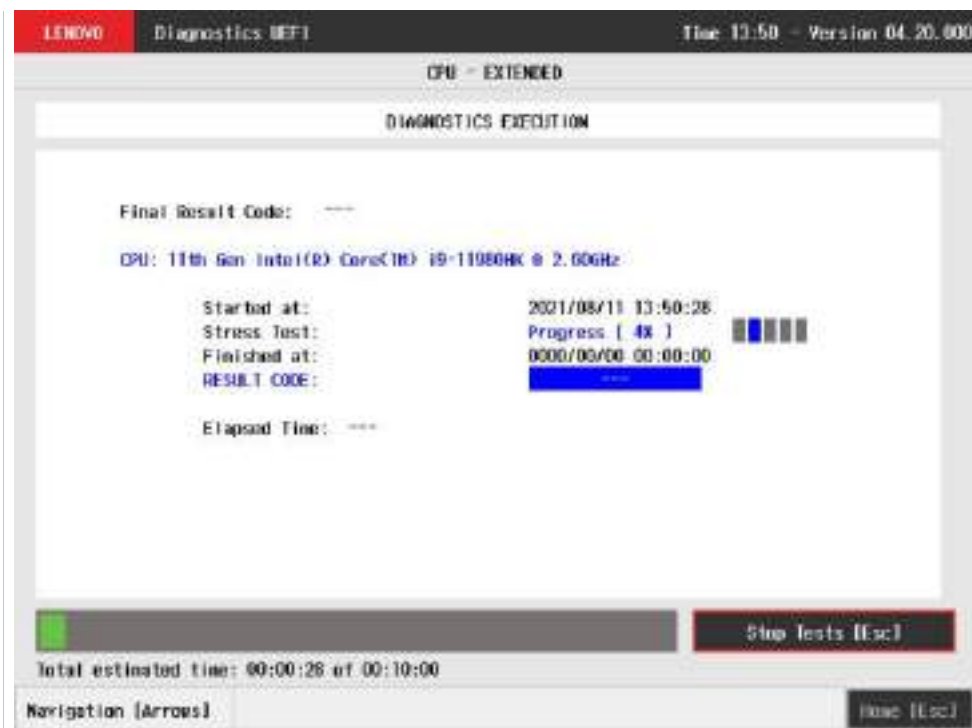 LENOVO Diagnostics UEFI Time 13:50 - Version 04.20.000
CPU - EXTENDED
DIAGNOSTICS EXECUTION
Final Result Code: ---
CPU: 11th Gen Intel(R) Core(TM) i9-11980HK @ 2.60GHz
Started at: 2021/08/11 13:50:28
Stress Test: Progress [ 4% ]
Finished at: 0000/00/00 00:00:00
RESULT CODE: ---
Elapsed Time: ---
Stop Tests [Esc]
Total estimated time: 00:00:28 of 00:10:00
Navigation [Arrows] Home [Esc]